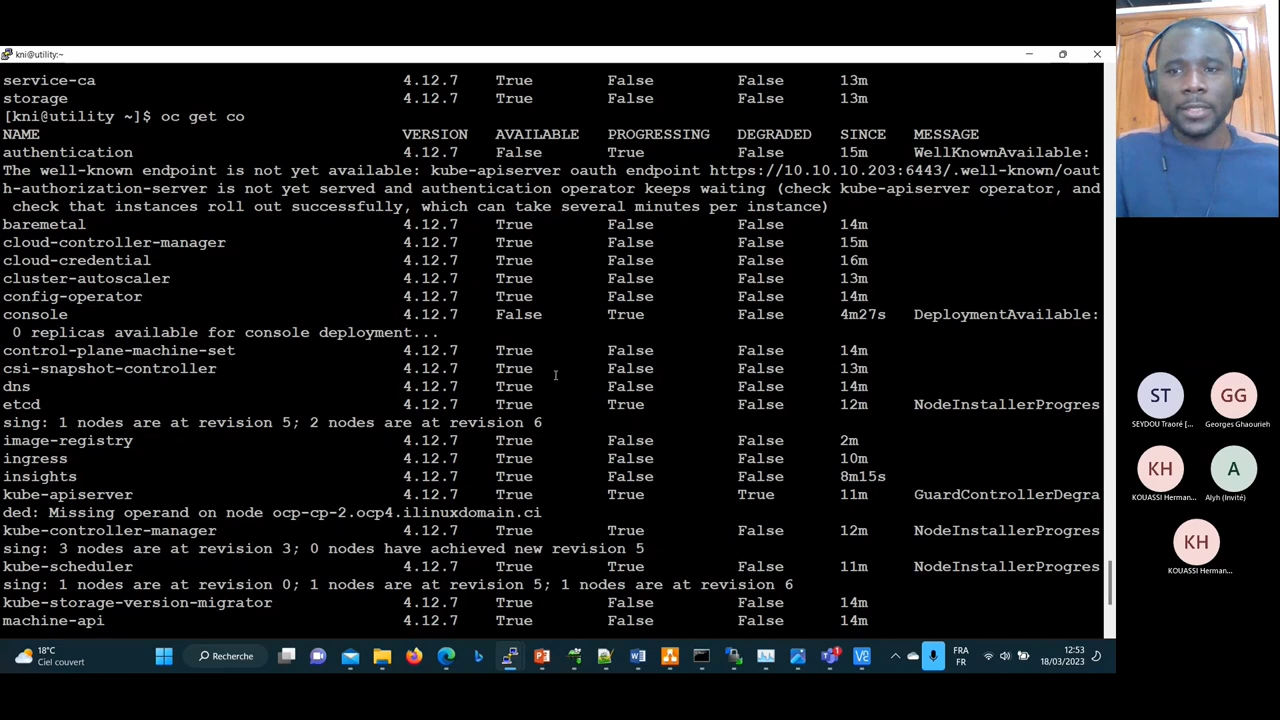 kni@utility:~
service-ca 4.12.7 True False False 13m
storage 4.12.7 True False False 13m
[kni@utility ~]$ oc get co
NAME VERSION AVAILABLE PROGRESSING DEGRADED SINCE MESSAGE
authentication 4.12.7 False True False 15m WellKnownAvailable:
The well-known endpoint is not yet available: kube-apiserver oauth endpoint https://10.10.10.203:6443/.well-known/oaut
h-authorization-server is not yet served and authentication operator keeps waiting (check kube-apiserver operator, and
check that instances roll out successfully, which can take several minutes per instance)
baremetal 4.12.7 True False False 14m
cloud-controller-manager 4.12.7 True False False 15m
cloud-credential 4.12.7 True False False 16m
cluster-autoscaler 4.12.7 True False False 13m
config-operator 4.12.7 True False False 14m
console 4.12.7 False True False 4m27s DeploymentAvailable:
0 replicas available for console deployment...
control-plane-machine-set 4.12.7 True False False 14m
csi-snapshot-controller 4.12.7 True False False 13m
dns 4.12.7 True False False 14m
etcd 4.12.7 True True False 12m NodeInstallerProgres
sing: 1 nodes are at revision 5; 2 nodes are at revision 6
image-registry 4.12.7 True False False 2m
ingress 4.12.7 True False False 10m
insights 4.12.7 True False False 8m15s
kube-apiserver 4.12.7 True True True 11m GuardControllerDegra
ded: Missing operand on node ocp-cp-2.ocp4.ilinuxdomain.ci
kube-controller-manager 4.12.7 True True False 12m NodeInstallerProgres
sing: 3 nodes are at revision 3; 0 nodes have achieved new revision 5
kube-scheduler 4.12.7 True True False 11m NodeInstallerProgres
sing: 1 nodes are at revision 0; 1 nodes are at revision 5; 1 nodes are at revision 6
kube-storage-version-migrator 4.12.7 True False False 14m
machine-api 4.12.7 True False False 14m
ST GG
SEYDOU Traoré [... Georges Ghaourieh
KH A
KOUASSI Herman... Alyh (Invité)
KH
KOUASSI Herman...
18°C
Ciel couvert
Recherche
FRA
FR
12:53
18/03/2023